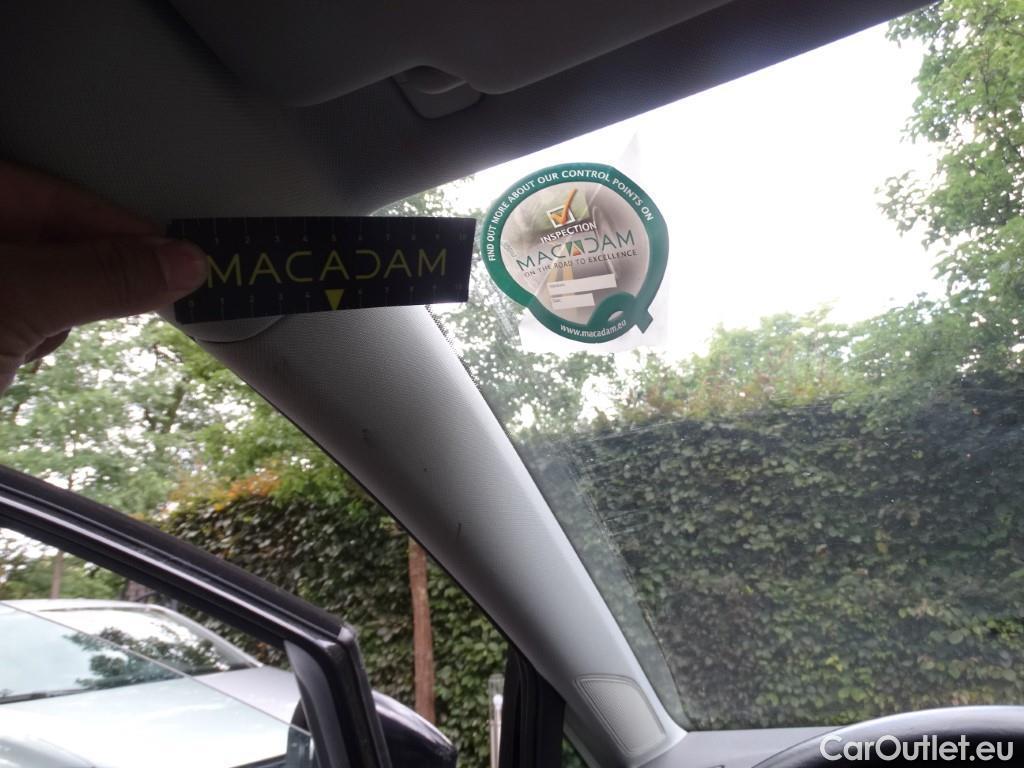 FIND OUT MORE ABOUT OUR CONTROL POINTS ON
INSPECTION
MACADAM
ON THE ROAD TO EXCELLENCE
www.macadam.eu
MACADAM
CarOutlet.eu